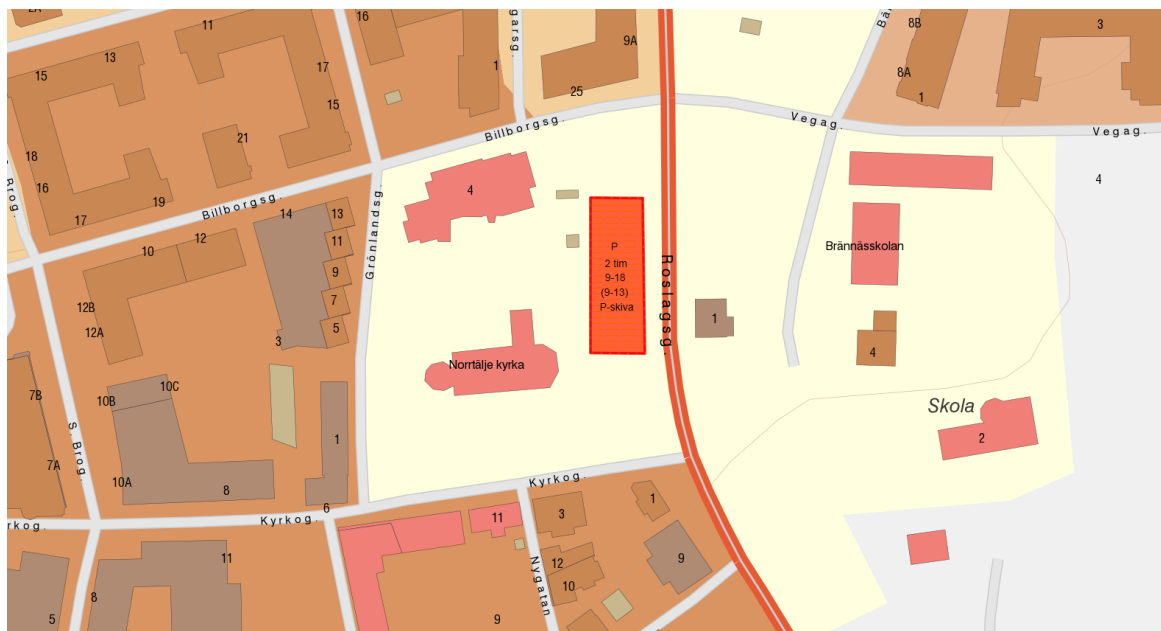 2A
11
16
9A
8B
3
13
17
15
1
8A
1
25
15
Billborgsg.
Vegag.
Vegag.
21
18
4
4
16
19
17
Billborgsg.
Grönlandsg.
14
13
12
10
11
9
7
5
3
12B
12A
P
2 tim
9-18
(9-13)
P-skiva
Roslagsg.
Brännässkolan
1
4
Norrtälje kyrka
7B
10C
10B
S. Brog.
7A
10A
8
1
6
Skola
2
Kyrkog.
Kyrkog.
rkog.
11
3
1
Nygatan
12
10
9
11
8
5
9